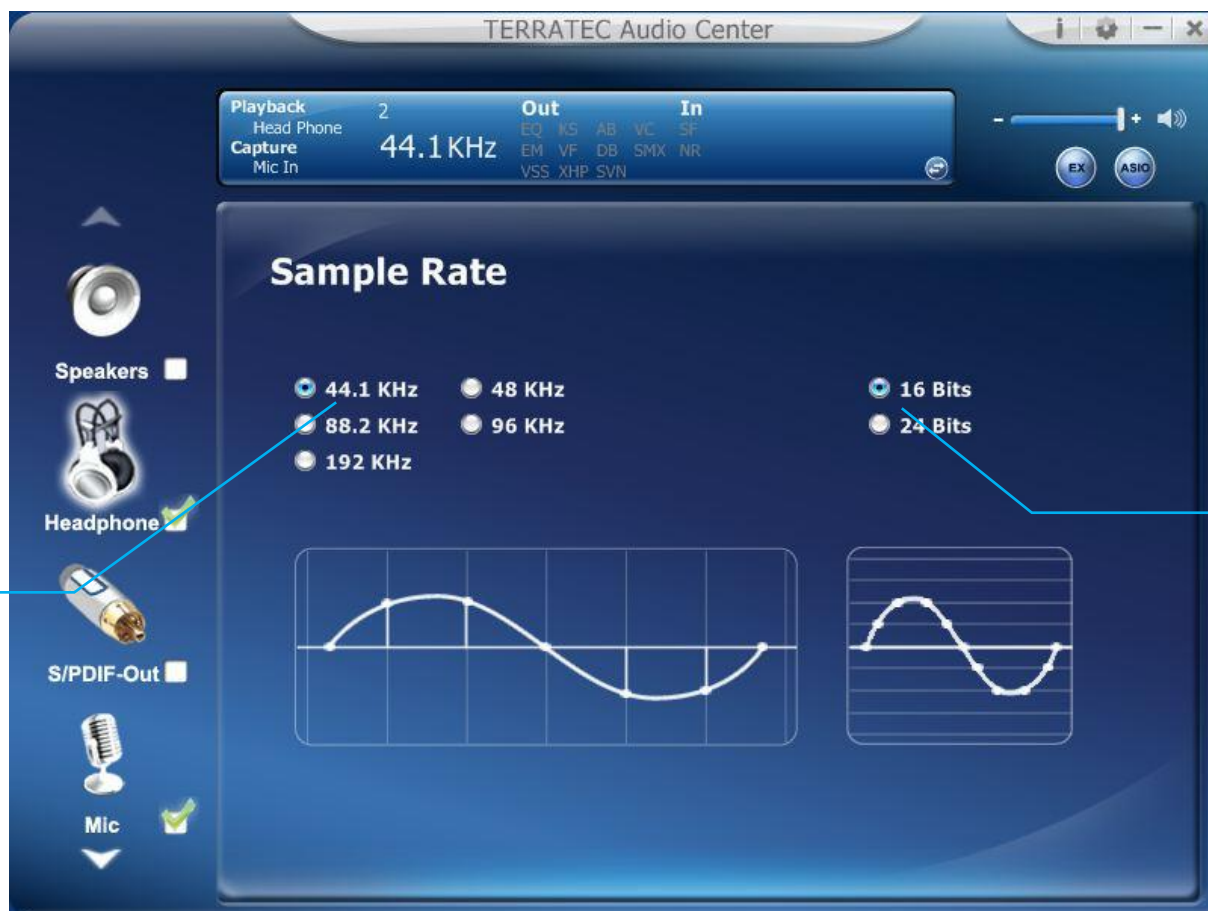 TERRATEC Audio Center
i
Playback 2 Out In
Head Phone EQ KS AB VC SF
Capture 44.1 KHz EM VF DB SMX NR
Mic In VSS XHP SVN
- +
EX ASIO
Sample Rate
Speakers
44.1 KHz 48 KHz 16 Bits
88.2 KHz 96 KHz 24 Bits
192 KHz
Headphone
S/PDIF-Out
Mic